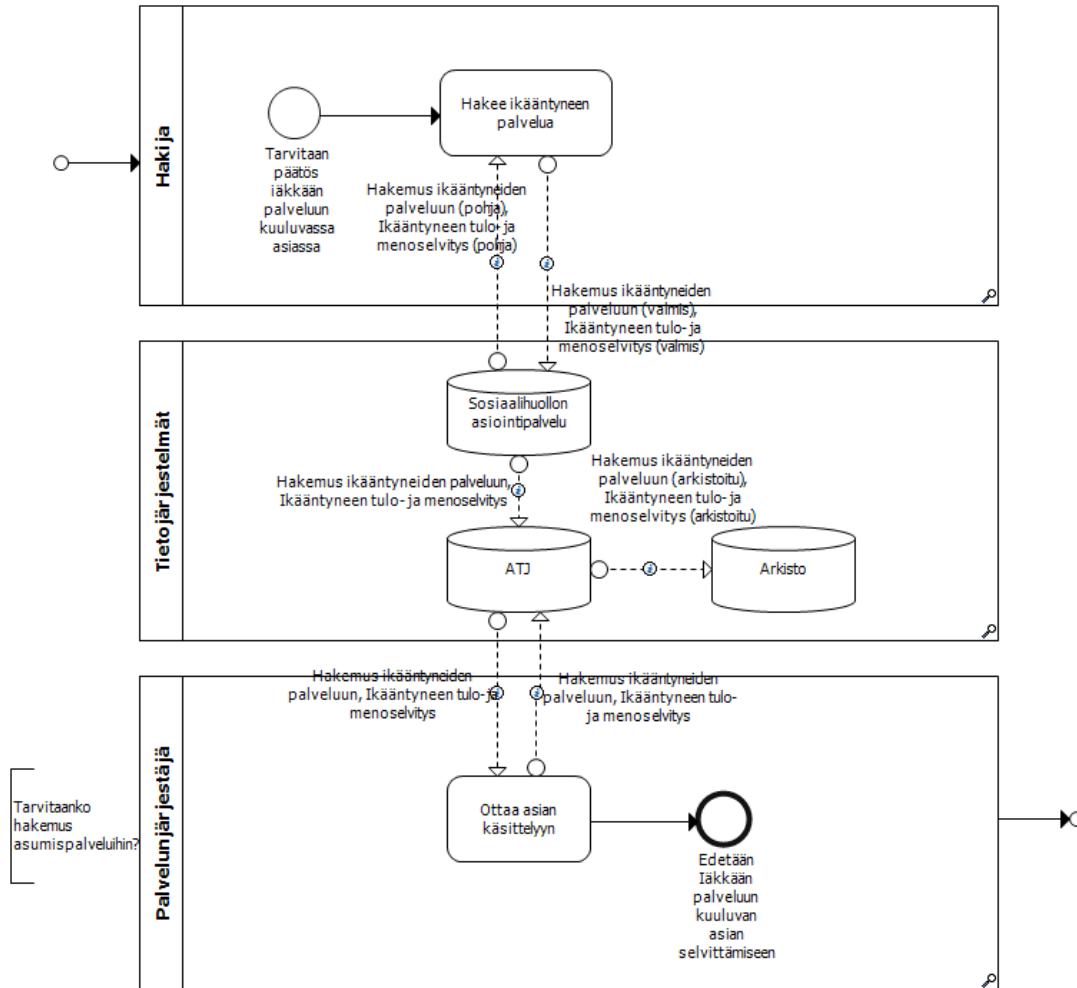 Hakija
Hakee ikääntyneen
palvelua
Tarvitaan
päätös
iäkkään
palveluun
kuuluvassa
asiassa
Hakemus ikääntyneiden
palveluun (pohja),
Ikääntyneen tulo- ja
menoselvitys (pohja)
Hakemus ikääntyneiden
palveluun (valmis),
Ikääntyneen tulo- ja
menoselvitys (valmis)
Tietojärjestelmät
Sosiaalihuollon
asiointipalvelu
Hakemus ikääntyneiden palveluun,
Ikääntyneen tulo- ja menoselvitys
Hakemus ikääntyneiden
palveluun (arkistoitu),
Ikääntyneen tulo- ja
menoselvitys (arkistoitu)
ATJ
Arkisto
Hakemus ikääntyneiden
palveluun, Ikääntyneen tulo- ja
menoselvitys
Hakemus ikääntyneiden
palveluun, Ikääntyneen tulo-
ja menoselvitys
Palvelunjärjestäjä
Tarvitaanko
hakemus
asumispalveluihin?
Ottaa asian
käsittelyyn
Edetään
Iäkkään
palveluun
kuuluvan
asian
selvittämiseen